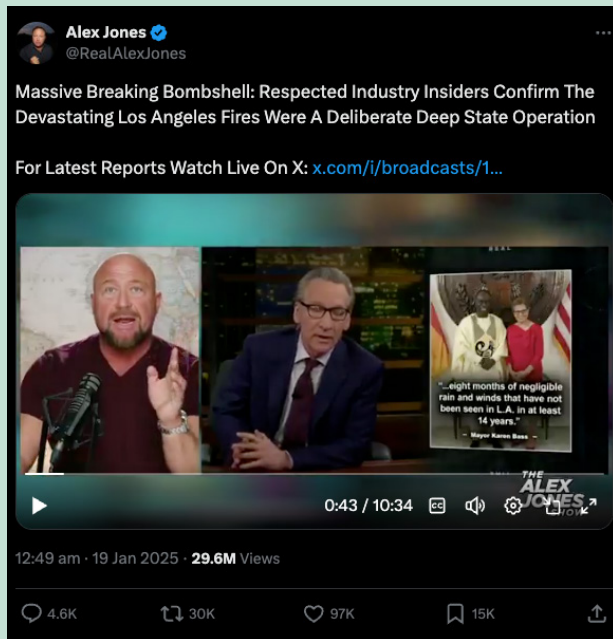 Alex Jones
@RealAlexJones
Massive Breaking Bombshell: Respected Industry Insiders Confirm The
Devastating Los Angeles Fires Were A Deliberate Deep State Operation
For Latest Reports Watch Live On X: x.com/i/broadcasts/1...
REAL
"...eight months of negligible
rain and winds that have not
been seen in L.A. in at least
14 years."
– Mayor Karen Bass –
THE
ALEX
JONES
SHOW
0:43 / 10:34
CC
12:49 am · 19 Jan 2025 · 29.6M Views
4.6K 30K 97K 15K